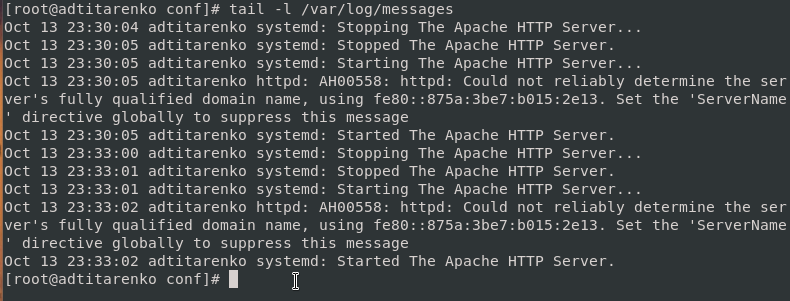 [root@adtitarenko conf]# tail -l /var/log/messages
Oct 13 23:30:04 adtitarenko systemd: Stopping The Apache HTTP Server...
Oct 13 23:30:05 adtitarenko systemd: Stopped The Apache HTTP Server.
Oct 13 23:30:05 adtitarenko systemd: Starting The Apache HTTP Server...
Oct 13 23:30:05 adtitarenko httpd: AH00558: httpd: Could not reliably determine the ser
ver's fully qualified domain name, using fe80::875a:3be7:b015:2e13. Set the 'ServerName
' directive globally to suppress this message
Oct 13 23:30:05 adtitarenko systemd: Started The Apache HTTP Server.
Oct 13 23:33:00 adtitarenko systemd: Stopping The Apache HTTP Server...
Oct 13 23:33:01 adtitarenko systemd: Stopped The Apache HTTP Server.
Oct 13 23:33:01 adtitarenko systemd: Starting The Apache HTTP Server...
Oct 13 23:33:02 adtitarenko httpd: AH00558: httpd: Could not reliably determine the ser
ver's fully qualified domain name, using fe80::875a:3be7:b015:2e13. Set the 'ServerName
' directive globally to suppress this message
Oct 13 23:33:02 adtitarenko systemd: Started The Apache HTTP Server.
[root@adtitarenko conf]#